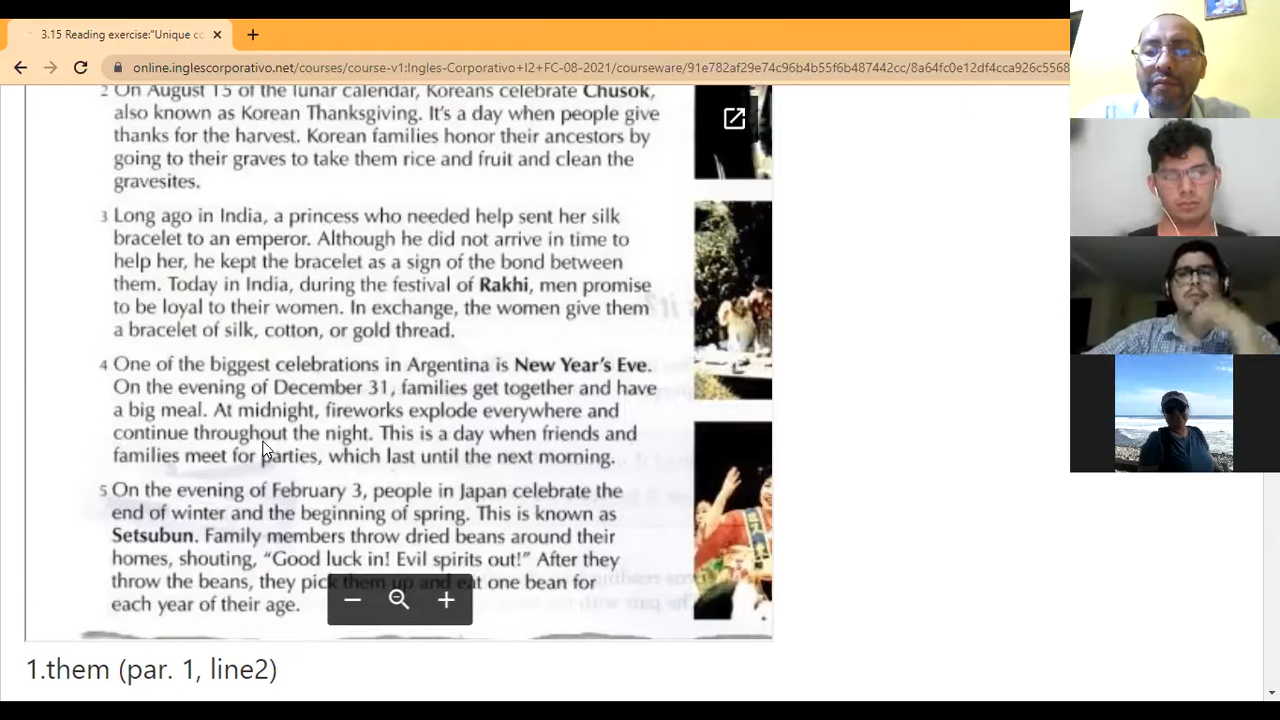 3.15 Reading exercise:"Unique co
online.inglescorporativo.net/courses/course-v1:Ingles-Corporativo+I2+FC-08-2021/courseware/91e782af29e74c96b4b55f6b487442cc/8a64fc0e12df4cca926c5568
2 On August 15 of the lunar calendar, Koreans celebrate Chusok,
also known as Korean Thanksgiving. It's a day when people give
thanks for the harvest. Korean families honor their ancestors by
going to their graves to take them rice and fruit and clean the
gravesites.
3 Long ago in India, a princess who needed help sent her silk
bracelet to an emperor. Although he did not arrive in time to
help her, he kept the bracelet as a sign of the bond between
them. Today in India, during the festival of Rakhi, men promise
to be loyal to their women. In exchange, the women give them
a bracelet of silk, cotton, or gold thread.
4 One of the biggest celebrations in Argentina is New Year's Eve.
On the evening of December 31, families get together and have
a big meal. At midnight, fireworks explode everywhere and
continue throughout the night. This is a day when friends and
families meet for parties, which last until the next morning.
5 On the evening of February 3, people in Japan celebrate the
end of winter and the beginning of spring. This is known as
Setsubun. Family members throw dried beans around their
homes, shouting, "Good luck in! Evil spirits out!" After they
throw the beans, they pick them up and eat one bean for
each year of their age.
1.them (par. 1, line2)